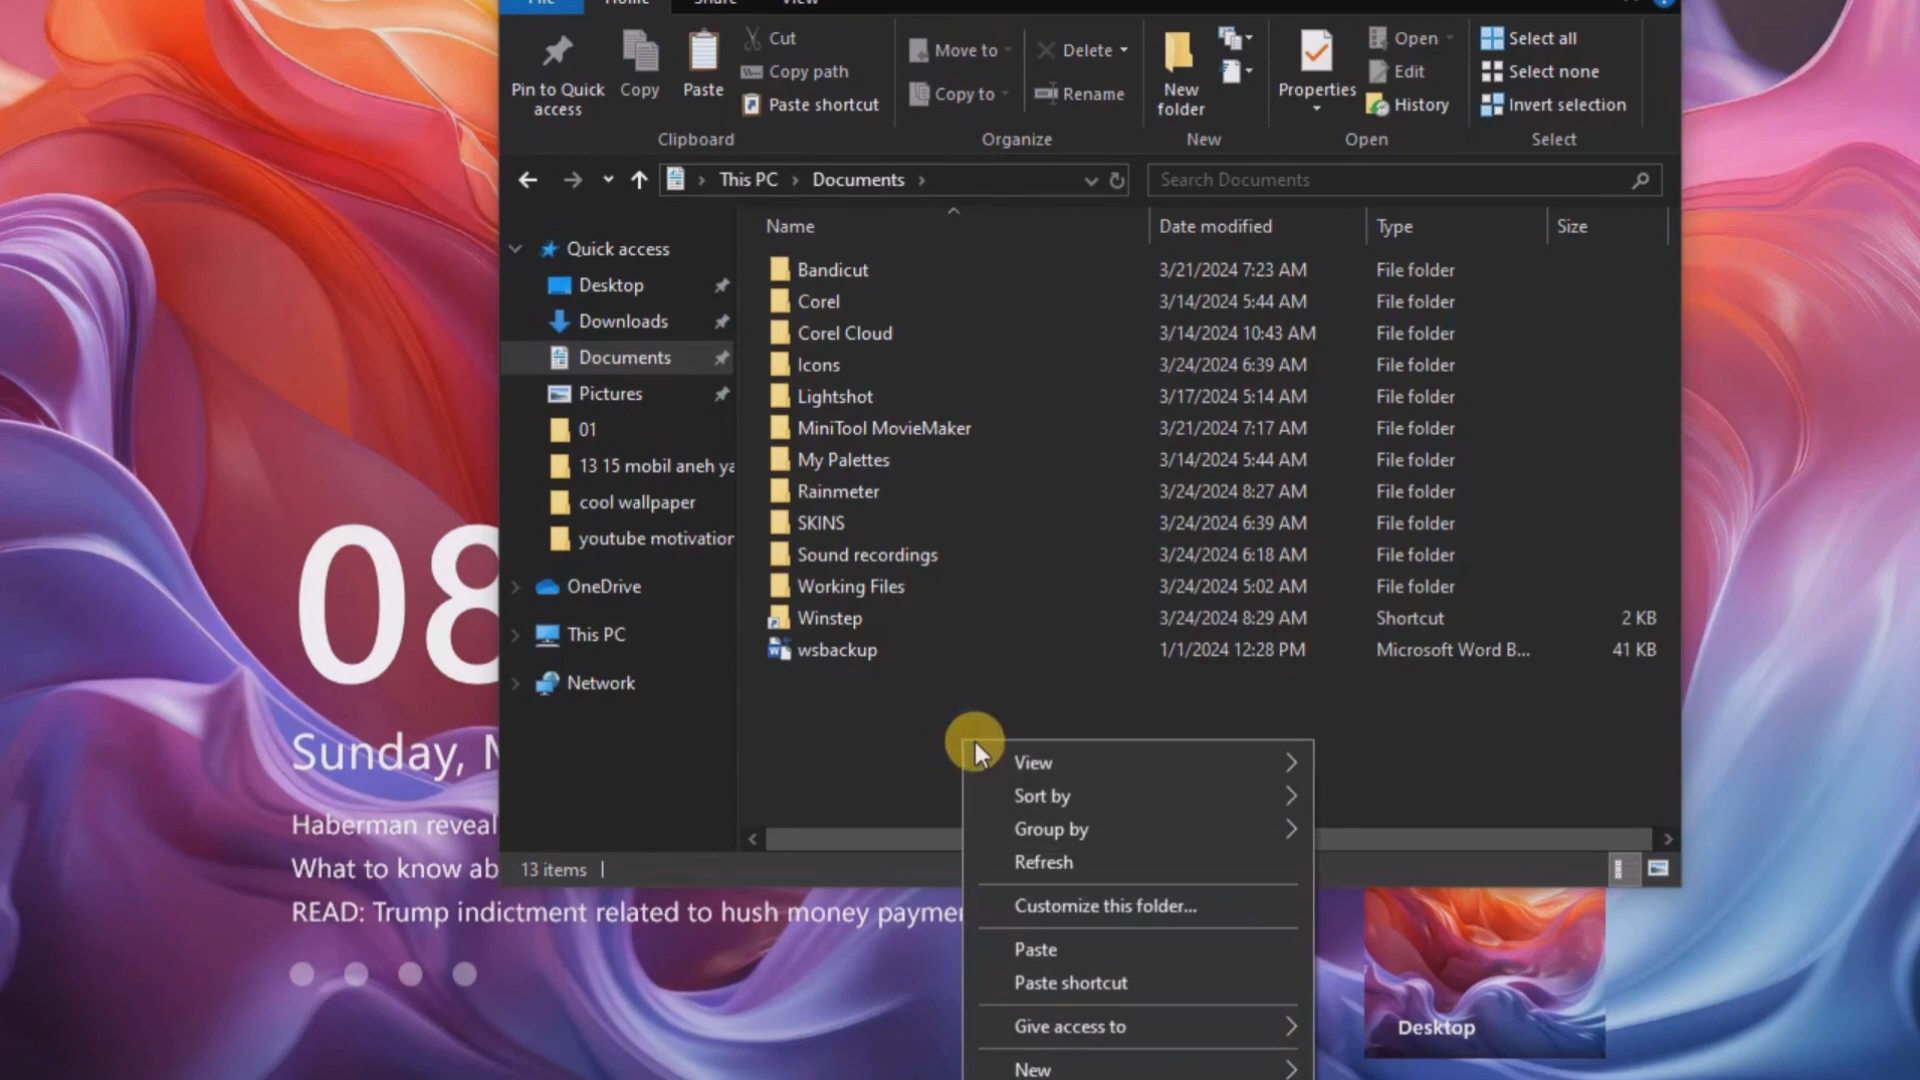 File Home Share View
Pin to Quick access
Copy
Paste
Cut
Copy path
Paste shortcut
Clipboard
Move to
Copy to
Delete
Rename
Organize
New folder
New
Properties
Open
Edit
History
Open
Select all
Select none
Invert selection
Select
This PC Documents
Search Documents
Name Date modified Type Size
Quick access
Desktop
Downloads
Documents
Pictures
01
13 15 mobil aneh ya
cool wallpaper
youtube motivation
OneDrive
This PC
Network
Bandicut 3/21/2024 7:23 AM File folder
Corel 3/14/2024 5:44 AM File folder
Corel Cloud 3/14/2024 10:43 AM File folder
Icons 3/24/2024 6:39 AM File folder
Lightshot 3/17/2024 5:14 AM File folder
MiniTool MovieMaker 3/21/2024 7:17 AM File folder
My Palettes 3/14/2024 5:44 AM File folder
Rainmeter 3/24/2024 8:27 AM File folder
SKINS 3/24/2024 6:39 AM File folder
Sound recordings 3/24/2024 6:18 AM File folder
Working Files 3/24/2024 5:02 AM File folder
Winstep 3/24/2024 8:29 AM Shortcut 2 KB
wsbackup 1/1/2024 12:28 PM Microsoft Word B... 41 KB
13 items
View
Sort by
Group by
Refresh
Customize this folder...
Paste
Paste shortcut
Give access to
New
08
Sunday, M
Haberman reveal
What to know ab
READ: Trump indictment related to hush money paymen
Desktop